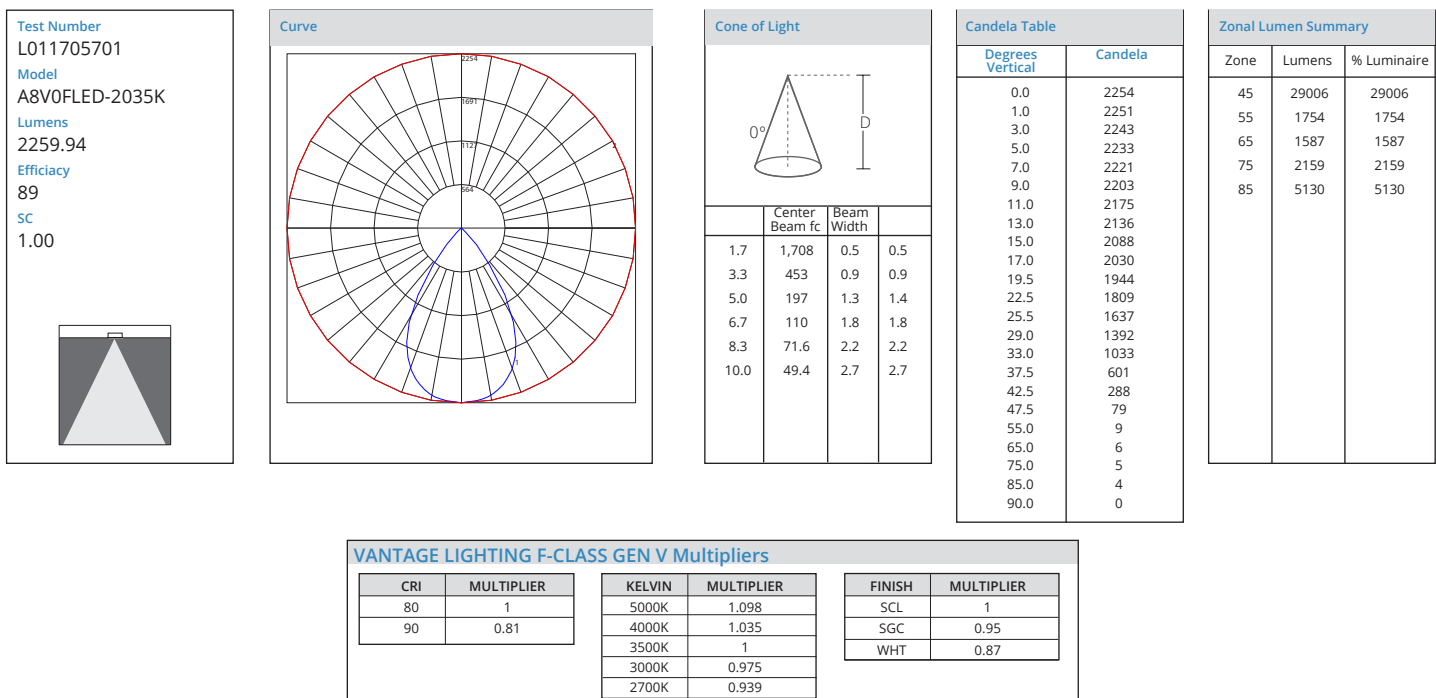 Test Number
L011705701
Model
A8V0FLED-2035K
Lumens
2259.94
Efficiacy
89
SC
1.00
Curve
2254
1691
1127
564
2
1
Cone of Light
0º
D
Center Beam fc Beam Width
1.7 1,708 0.5 0.5
3.3 453 0.9 0.9
5.0 197 1.3 1.4
6.7 110 1.8 1.8
8.3 71.6 2.2 2.2
10.0 49.4 2.7 2.7
Candela Table
Degrees Vertical Candela
0.0 2254
1.0 2251
3.0 2243
5.0 2233
7.0 2221
9.0 2203
11.0 2175
13.0 2136
15.0 2088
17.0 2030
19.5 1944
22.5 1809
25.5 1637
29.0 1392
33.0 1033
37.5 601
42.5 288
47.5 79
55.0 9
65.0 6
75.0 5
85.0 4
90.0 0
Zonal Lumen Summary
Zone Lumens % Luminaire
45 29006 29006
55 1754 1754
65 1587 1587
75 2159 2159
85 5130 5130
VANTAGE LIGHTING F-CLASS GEN V Multipliers
CRI MULTIPLIER
80 1
90 0.81
KELVIN MULTIPLIER
5000K 1.098
4000K 1.035
3500K 1
3000K 0.975
2700K 0.939
FINISH MULTIPLIER
SCL 1
SGC 0.95
WHT 0.87